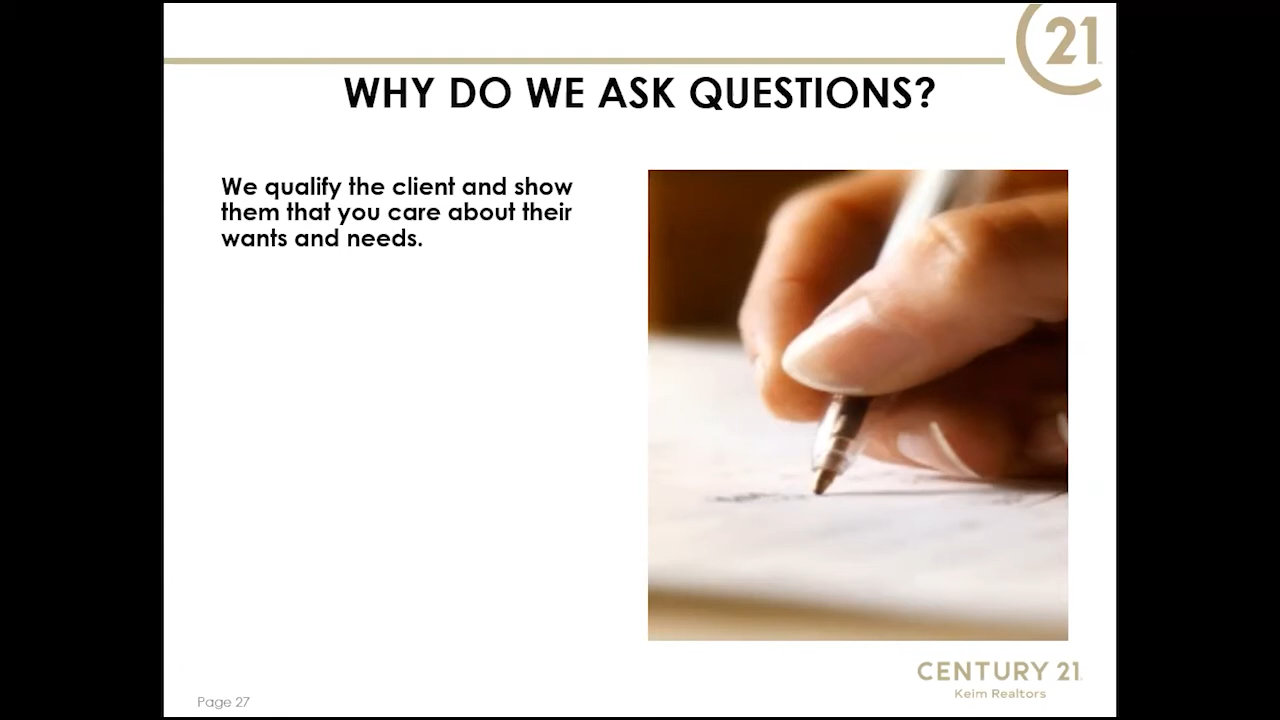 21
WHY DO WE ASK QUESTIONS?
We qualify the client and show
them that you care about their
wants and needs.
CENTURY 21
Keim Realtors
Page 27